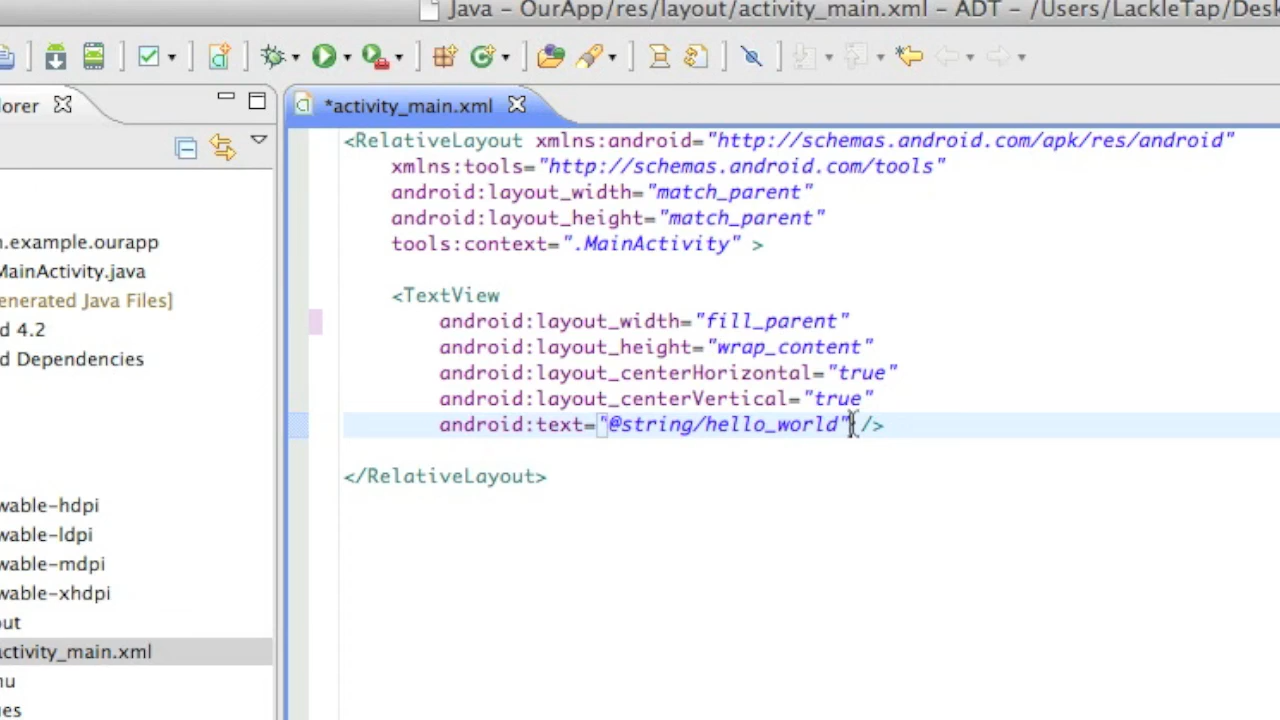 Java – OurApp/res/layout/activity_main.xml – ADT – /Users/LackleTap/Desk
lorer
*activity_main.xml
<RelativeLayout xmlns:android="http://schemas.android.com/apk/res/android"
xmlns:tools="http://schemas.android.com/tools"
android:layout_width="match_parent"
android:layout_height="match_parent"
tools:context=".MainActivity" >
<TextView
android:layout_width="fill_parent"
android:layout_height="wrap_content"
android:layout_centerHorizontal="true"
android:layout_centerVertical="true"
android:text="@string/hello_world" />
</RelativeLayout>
n.example.ourapp
MainActivity.java
enerated Java Files]
d 4.2
d Dependencies
wable-hdpi
wable-ldpi
wable-mdpi
wable-xhdpi
out
activity_main.xml
nu
ues